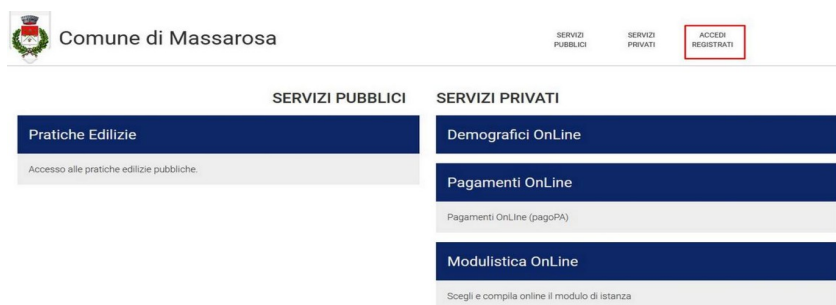 Comune di Massarosa
SERVIZI
PUBBLICI
SERVIZI
PRIVATI
ACCEDI
REGISTRATI
SERVIZI PUBBLICI
Pratiche Edilizie
Accesso alle pratiche edilizie pubbliche.
SERVIZI PRIVATI
Demografici OnLine
Pagamenti OnLine
Pagamenti OnLIne (pagoPA)
Modulistica OnLine
Scegli e compila online il modulo di istanza